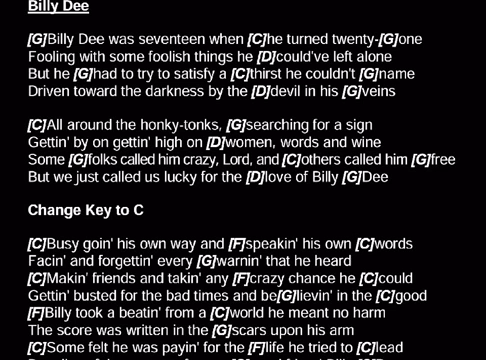 Billy Dee
[G]Billy Dee was seventeen when [C]he turned twenty-[G]one
Fooling with some foolish things he [D]could've left alone
But he [G]had to try to satisfy a [C]thirst he couldn't [G]name
Driven toward the darkness by the [D]devil in his [G]veins
[C]All around the honky-tonks, [G]searching for a sign
Gettin' by on gettin' high on [D]women, words and wine
Some [G]folks called him crazy, Lord, and [C]others called him [G]free
But we just called us lucky for the [D]love of Billy [G]Dee
Change Key to C
[C]Busy goin' his own way and [F]speakin' his own [C]words
Facin' and forgettin' every [G]warnin' that he heard
[C]Makin' friends and takin' any [F]crazy chance he [C]could
Gettin' busted for the bad times and be[G]lievin' in the [C]good
[F]Billy took a beatin' from a [C]world he meant no harm
The score was written in the [G]scars upon his arm
[C]Some felt he was payin' for the [F]life he tried to [C]lead